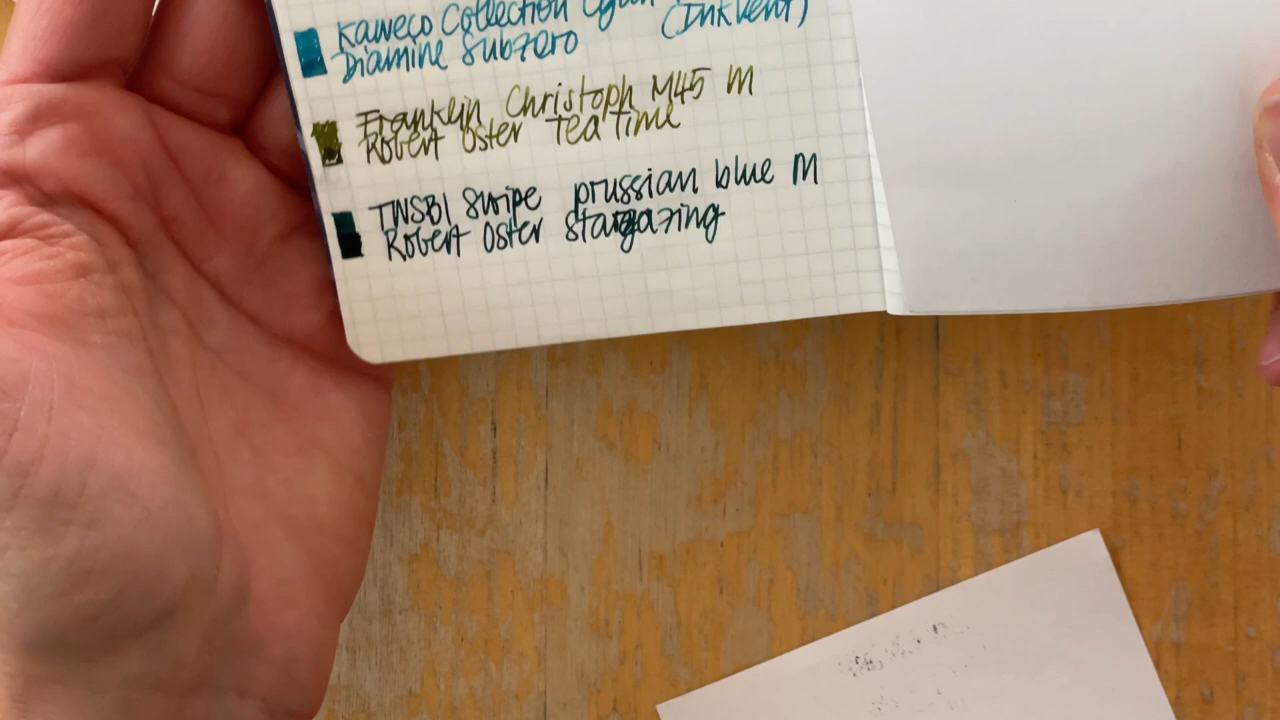 Kaweco Collection Cyan
Diamine Subzero (InkVent)
Franklin Christoph M45 M
Robert Oster Tea Time
TWSBI Swipe prussian blue M
Robert Oster stargazing